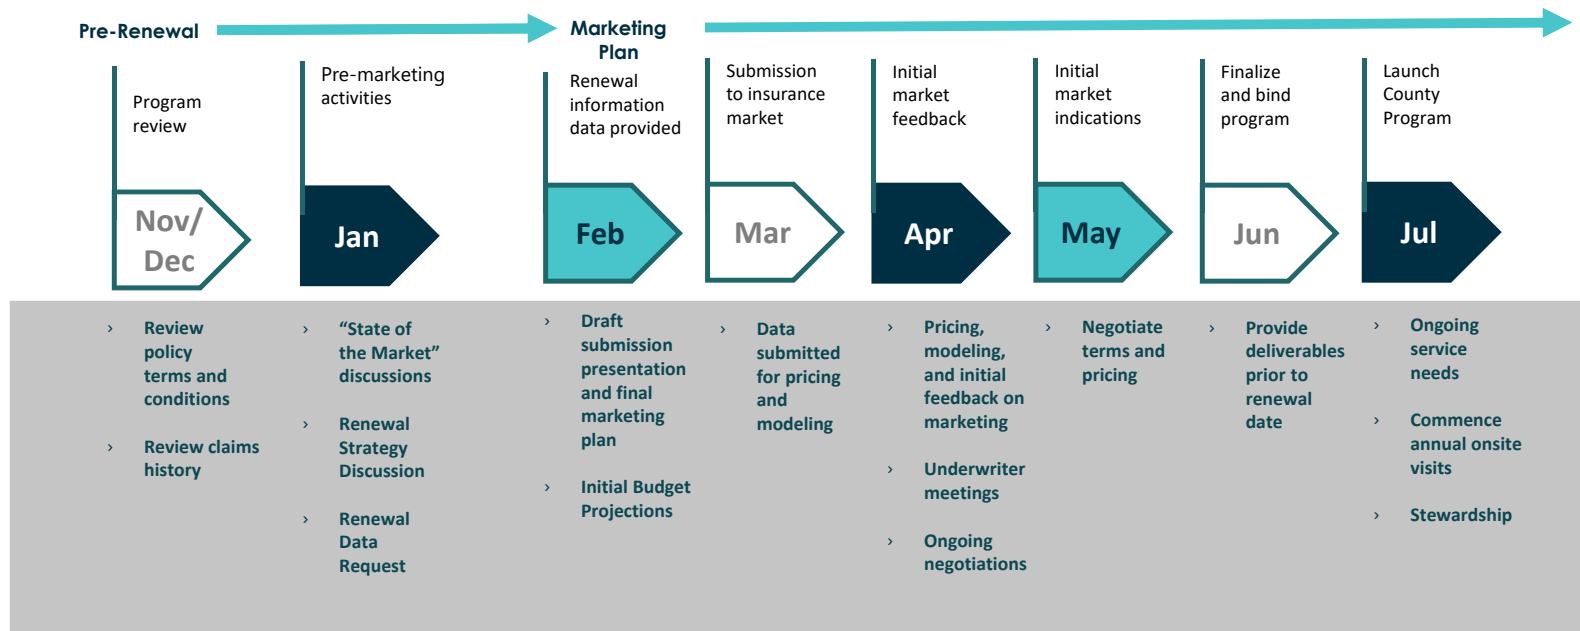 Pre-Renewal
Marketing
Plan
Program
review
Pre-marketing
activities
Renewal
information
data provided
Submission
to insurance
market
Initial
market
feedback
Initial
market
indications
Finalize
and bind
program
Launch
County
Program
Nov/
Dec
Jan
Feb
Mar
Apr
May
Jun
Jul
› Review
policy
terms and
conditions
› Review claims
history
› “State of
the Market”
discussions
› Renewal
Strategy
Discussion
› Renewal
Data
Request
› Draft
submission
presentation
and final
marketing
plan
› Initial Budget
Projections
› Data
submitted
for pricing
and
modeling
› Pricing,
modeling,
and initial
feedback on
marketing
› Underwriter
meetings
› Ongoing
negotiations
› Negotiate
terms and
pricing
› Provide
deliverables
prior to
renewal
date
› Ongoing
service
needs
› Commence
annual onsite
visits
› Stewardship